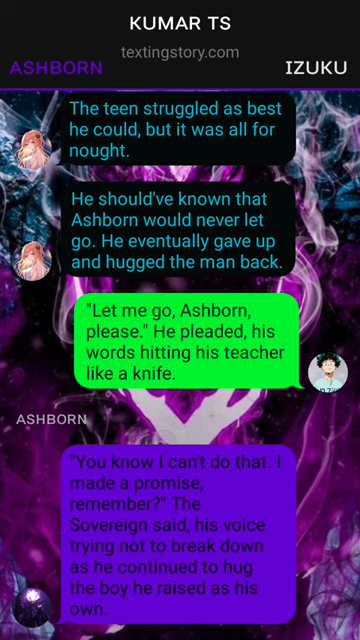 KUMAR TS
textingstory.com
ASHBORN
IZUKU
The teen struggled as best
he could, but it was all for
nought.
He should've known that
Ashborn would never let
go. He eventually gave up
and hugged the man back.
"Let me go, Ashborn,
please." He pleaded, his
words hitting his teacher
like a knife.
ASHBORN
"You know I can't do that. I
made a promise,
remember?" The
Sovereign said, his voice
trying not to break down
as he continued to hug
the boy he raised as his
own.